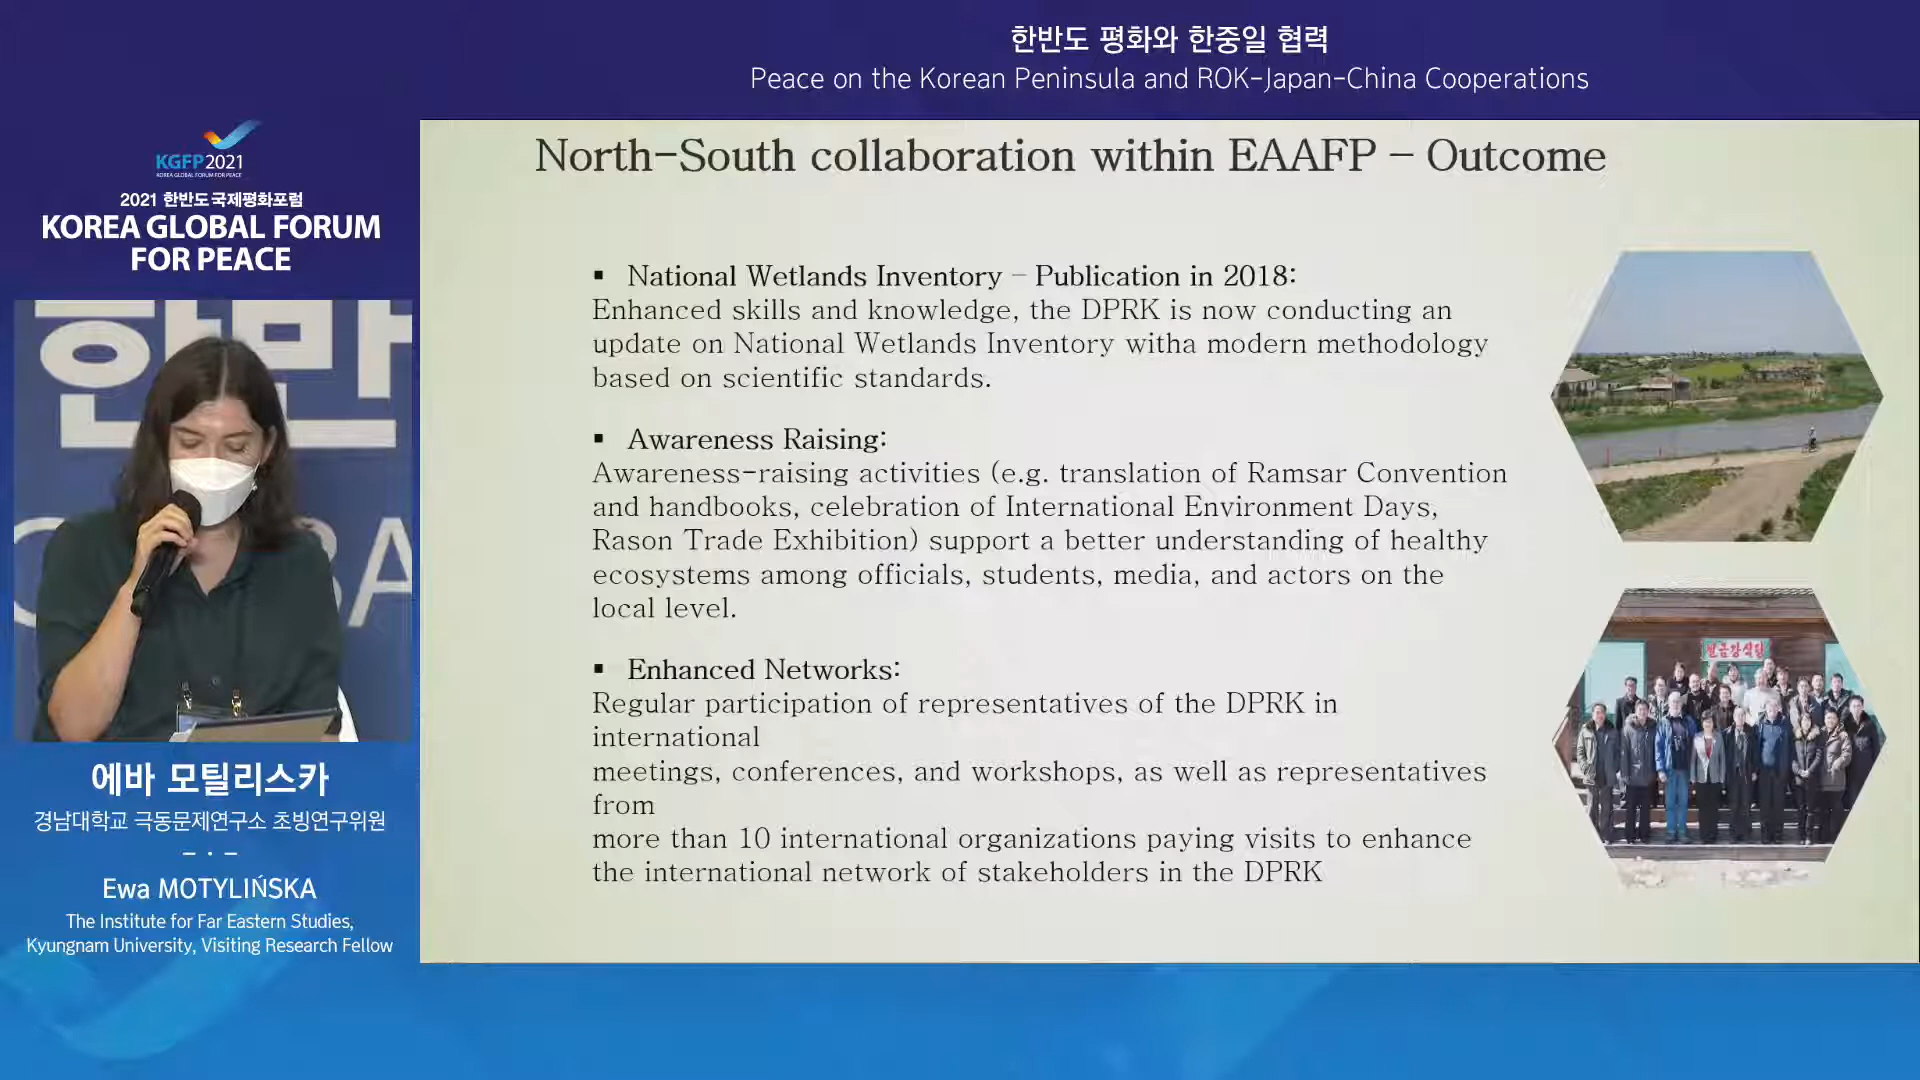 한반도 평화와 한중일 협력
Peace on the Korean Peninsula and ROK-Japan-China Cooperations
KGFP2021
KOREA GLOBAL FORUM FOR PEACE
2021 한반도국제평화포럼
KOREA GLOBAL FORUM
FOR PEACE
한반
BA
에바 모틸리스카
경남대학교 극동문제연구소 초빙연구위원
Ewa MOTYLIŃSKA
The Institute for Far Eastern Studies,
Kyungnam University, Visiting Research Fellow
North-South collaboration within EAAFP – Outcome
▪ National Wetlands Inventory – Publication in 2018:
Enhanced skills and knowledge, the DPRK is now conducting an
update on National Wetlands Inventory witha modern methodology
based on scientific standards.
▪ Awareness Raising:
Awareness-raising activities (e.g. translation of Ramsar Convention
and handbooks, celebration of International Environment Days,
Rason Trade Exhibition) support a better understanding of healthy
ecosystems among officials, students, media, and actors on the
local level.
▪ Enhanced Networks:
Regular participation of representatives of the DPRK in
international
meetings, conferences, and workshops, as well as representatives
from
more than 10 international organizations paying visits to enhance
the international network of stakeholders in the DPRK